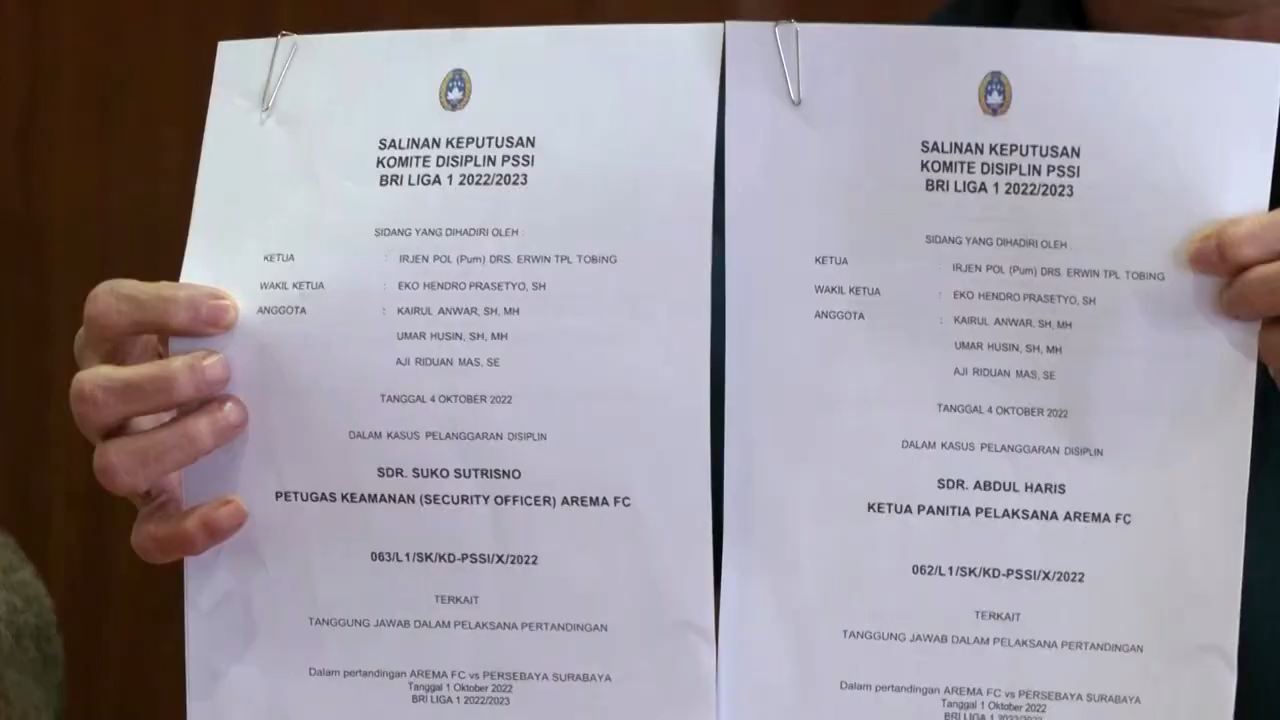 SALINAN KEPUTUSAN
KOMITE DISIPLIN PSSI
BRI LIGA 1 2022/2023
SIDANG YANG DIHADIRI OLEH :
KETUA : IRJEN POL (Pum) DRS. ERWIN TPL TOBING
WAKIL KETUA : EKO HENDRO PRASETYO, SH
ANGGOTA : KAIRUL ANWAR, SH, MH
UMAR HUSIN, SH, MH
AJI RIDUAN MAS, SE
TANGGAL 4 OKTOBER 2022
DALAM KASUS PELANGGARAN DISIPLIN
SDR. SUKO SUTRISNO
PETUGAS KEAMANAN (SECURITY OFFICER) AREMA FC
063/L1/SK/KD-PSSI/X/2022
TERKAIT
TANGGUNG JAWAB DALAM PELAKSANA PERTANDINGAN
Dalam pertandingan AREMA FC vs PERSEBAYA SURABAYA
Tanggal 1 Oktober 2022
BRI LIGA 1 2022/2023
SALINAN KEPUTUSAN
KOMITE DISIPLIN PSSI
BRI LIGA 1 2022/2023
SIDANG YANG DIHADIRI OLEH :
KETUA : IRJEN POL (Pum) DRS. ERWIN TPL TOBING
WAKIL KETUA : EKO HENDRO PRASETYO, SH
ANGGOTA : KAIRUL ANWAR, SH, MH
UMAR HUSIN, SH, MH
AJI RIDUAN MAS, SE
TANGGAL 4 OKTOBER 2022
DALAM KASUS PELANGGARAN DISIPLIN
SDR. ABDUL HARIS
KETUA PANITIA PELAKSANA AREMA FC
062/L1/SK/KD-PSSI/X/2022
TERKAIT
TANGGUNG JAWAB DALAM PELAKSANA PERTANDINGAN
Dalam pertandingan AREMA FC vs PERSEBAYA SURABAYA
Tanggal 1 Oktober 2022
BRI LIGA 1 2022/2023